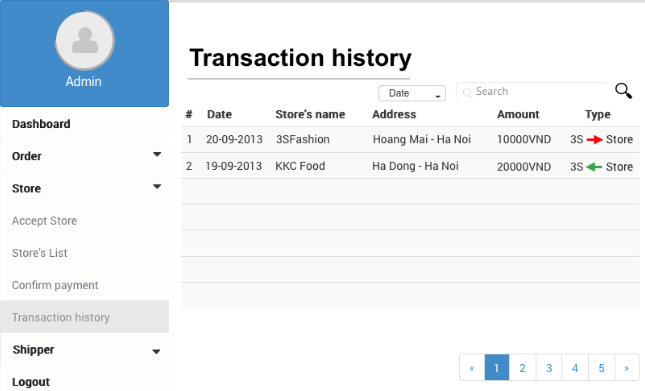 Admin
Dashboard
Order
Store
Accept Store
Store's List
Confirm payment
Transaction history
Shipper
Logout
Transaction history
Date
Search
# Date Store's name Address Amount Type
1 20-09-2013 3SFashion Hoang Mai - Ha Noi 10000VND 3S Store
2 19-09-2013 KKC Food Ha Dong - Ha Noi 20000VND 3S Store
« 1 2 3 4 5 »